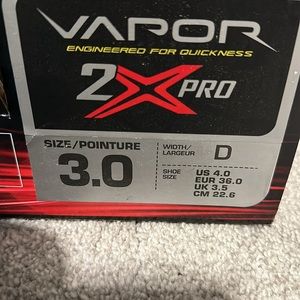 VAPOR
ENGINEERED FOR QUICKNESS
2X PRO
SIZE/POINTURE
3.0
WIDTH/
LARGEUR
D
SHOE
SIZE
US 4.0
EUR 36.0
UK 3.5
CM 22.6